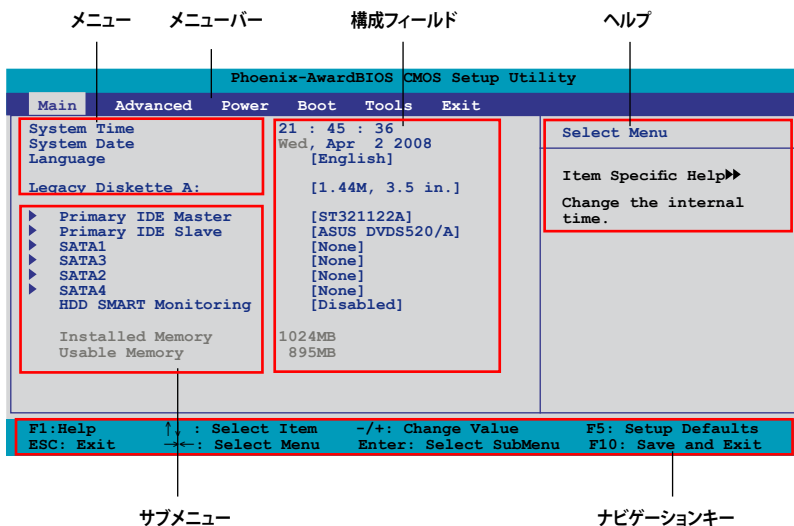 メニュー メニューバー 構成フィールド ヘルプ
Phoenix-AwardBIOS CMOS Setup Utility
Main Advanced Power Boot Tools Exit
System Time 21 : 45 : 36
System Date Wed, Apr 2 2008
Language [English]
Legacy Diskette A: [1.44M, 3.5 in.]
Primary IDE Master [ST321122A]
Primary IDE Slave [ASUS DVDS520/A]
SATA1 [None]
SATA3 [None]
SATA2 [None]
SATA4 [None]
HDD SMART Monitoring [Disabled]
Installed Memory 1024MB
Usable Memory 895MB
Select Menu
Item Specific Help
Change the internal
time.
F1:Help ↑↓ : Select Item -/+: Change Value F5: Setup Defaults
ESC: Exit →←: Select Menu Enter: Select SubMenu F10: Save and Exit
サブメニュー ナビゲーションキー